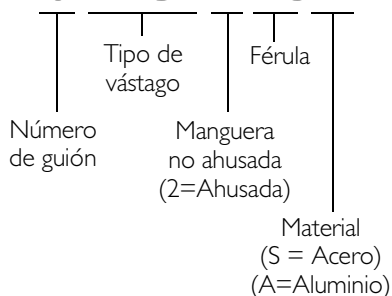 Tipo de
vástago
Férula
Número
de guión
Manguera
no ahusada
(2=Ahusada)
Material
(S = Acero)
(A=Aluminio)